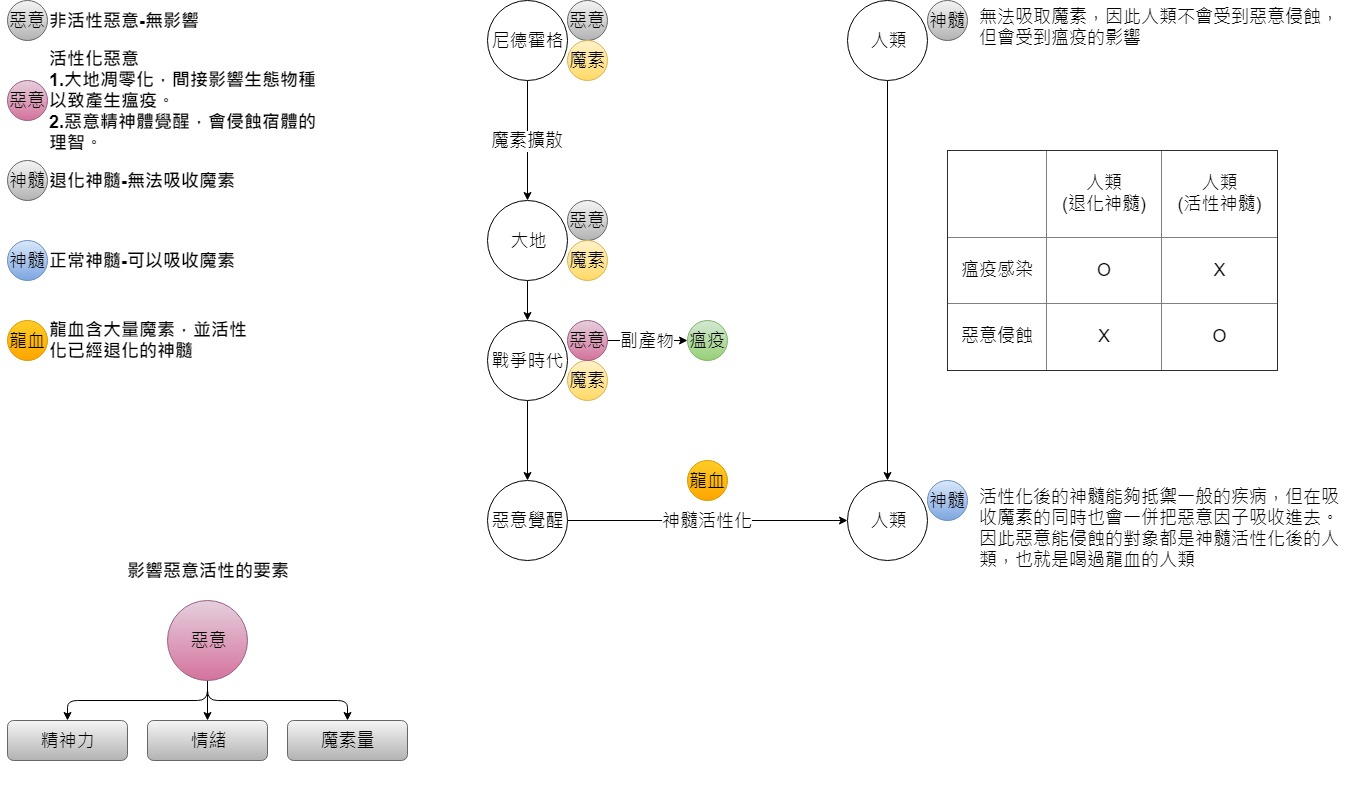 惡意 非活性惡意-無影響
活性化惡意
1.大地凋零化，間接影響生態物種
惡意 以致產生瘟疫。
2.惡意精神體覺醒，會侵蝕宿體的
理智。
神髓 退化神髓-無法吸收魔素
神髓 正常神髓-可以吸收魔素
龍血 龍血含大量魔素，並活性
化已經退化的神髓
尼德霍格
惡意
魔素
魔素擴散
大地
惡意
魔素
戰爭時代
惡意
魔素
副產物
瘟疫
惡意覺醒
龍血
神髓活性化
人類
神髓
無法吸取魔素，因此人類不會受到惡意侵蝕，
但會受到瘟疫的影響
人類
(退化神髓)
人類
(活性神髓)
瘟疫感染 O X
惡意侵蝕 X O
人類
神髓
活性化後的神髓能夠抵禦一般的疾病，但在吸
收魔素的同時也會一併把惡意因子吸收進去。
因此惡意能侵蝕的對象都是神髓活性化後的人
類，也就是喝過龍血的人類
影響惡意活性的要素
惡意
精神力 情緒 魔素量